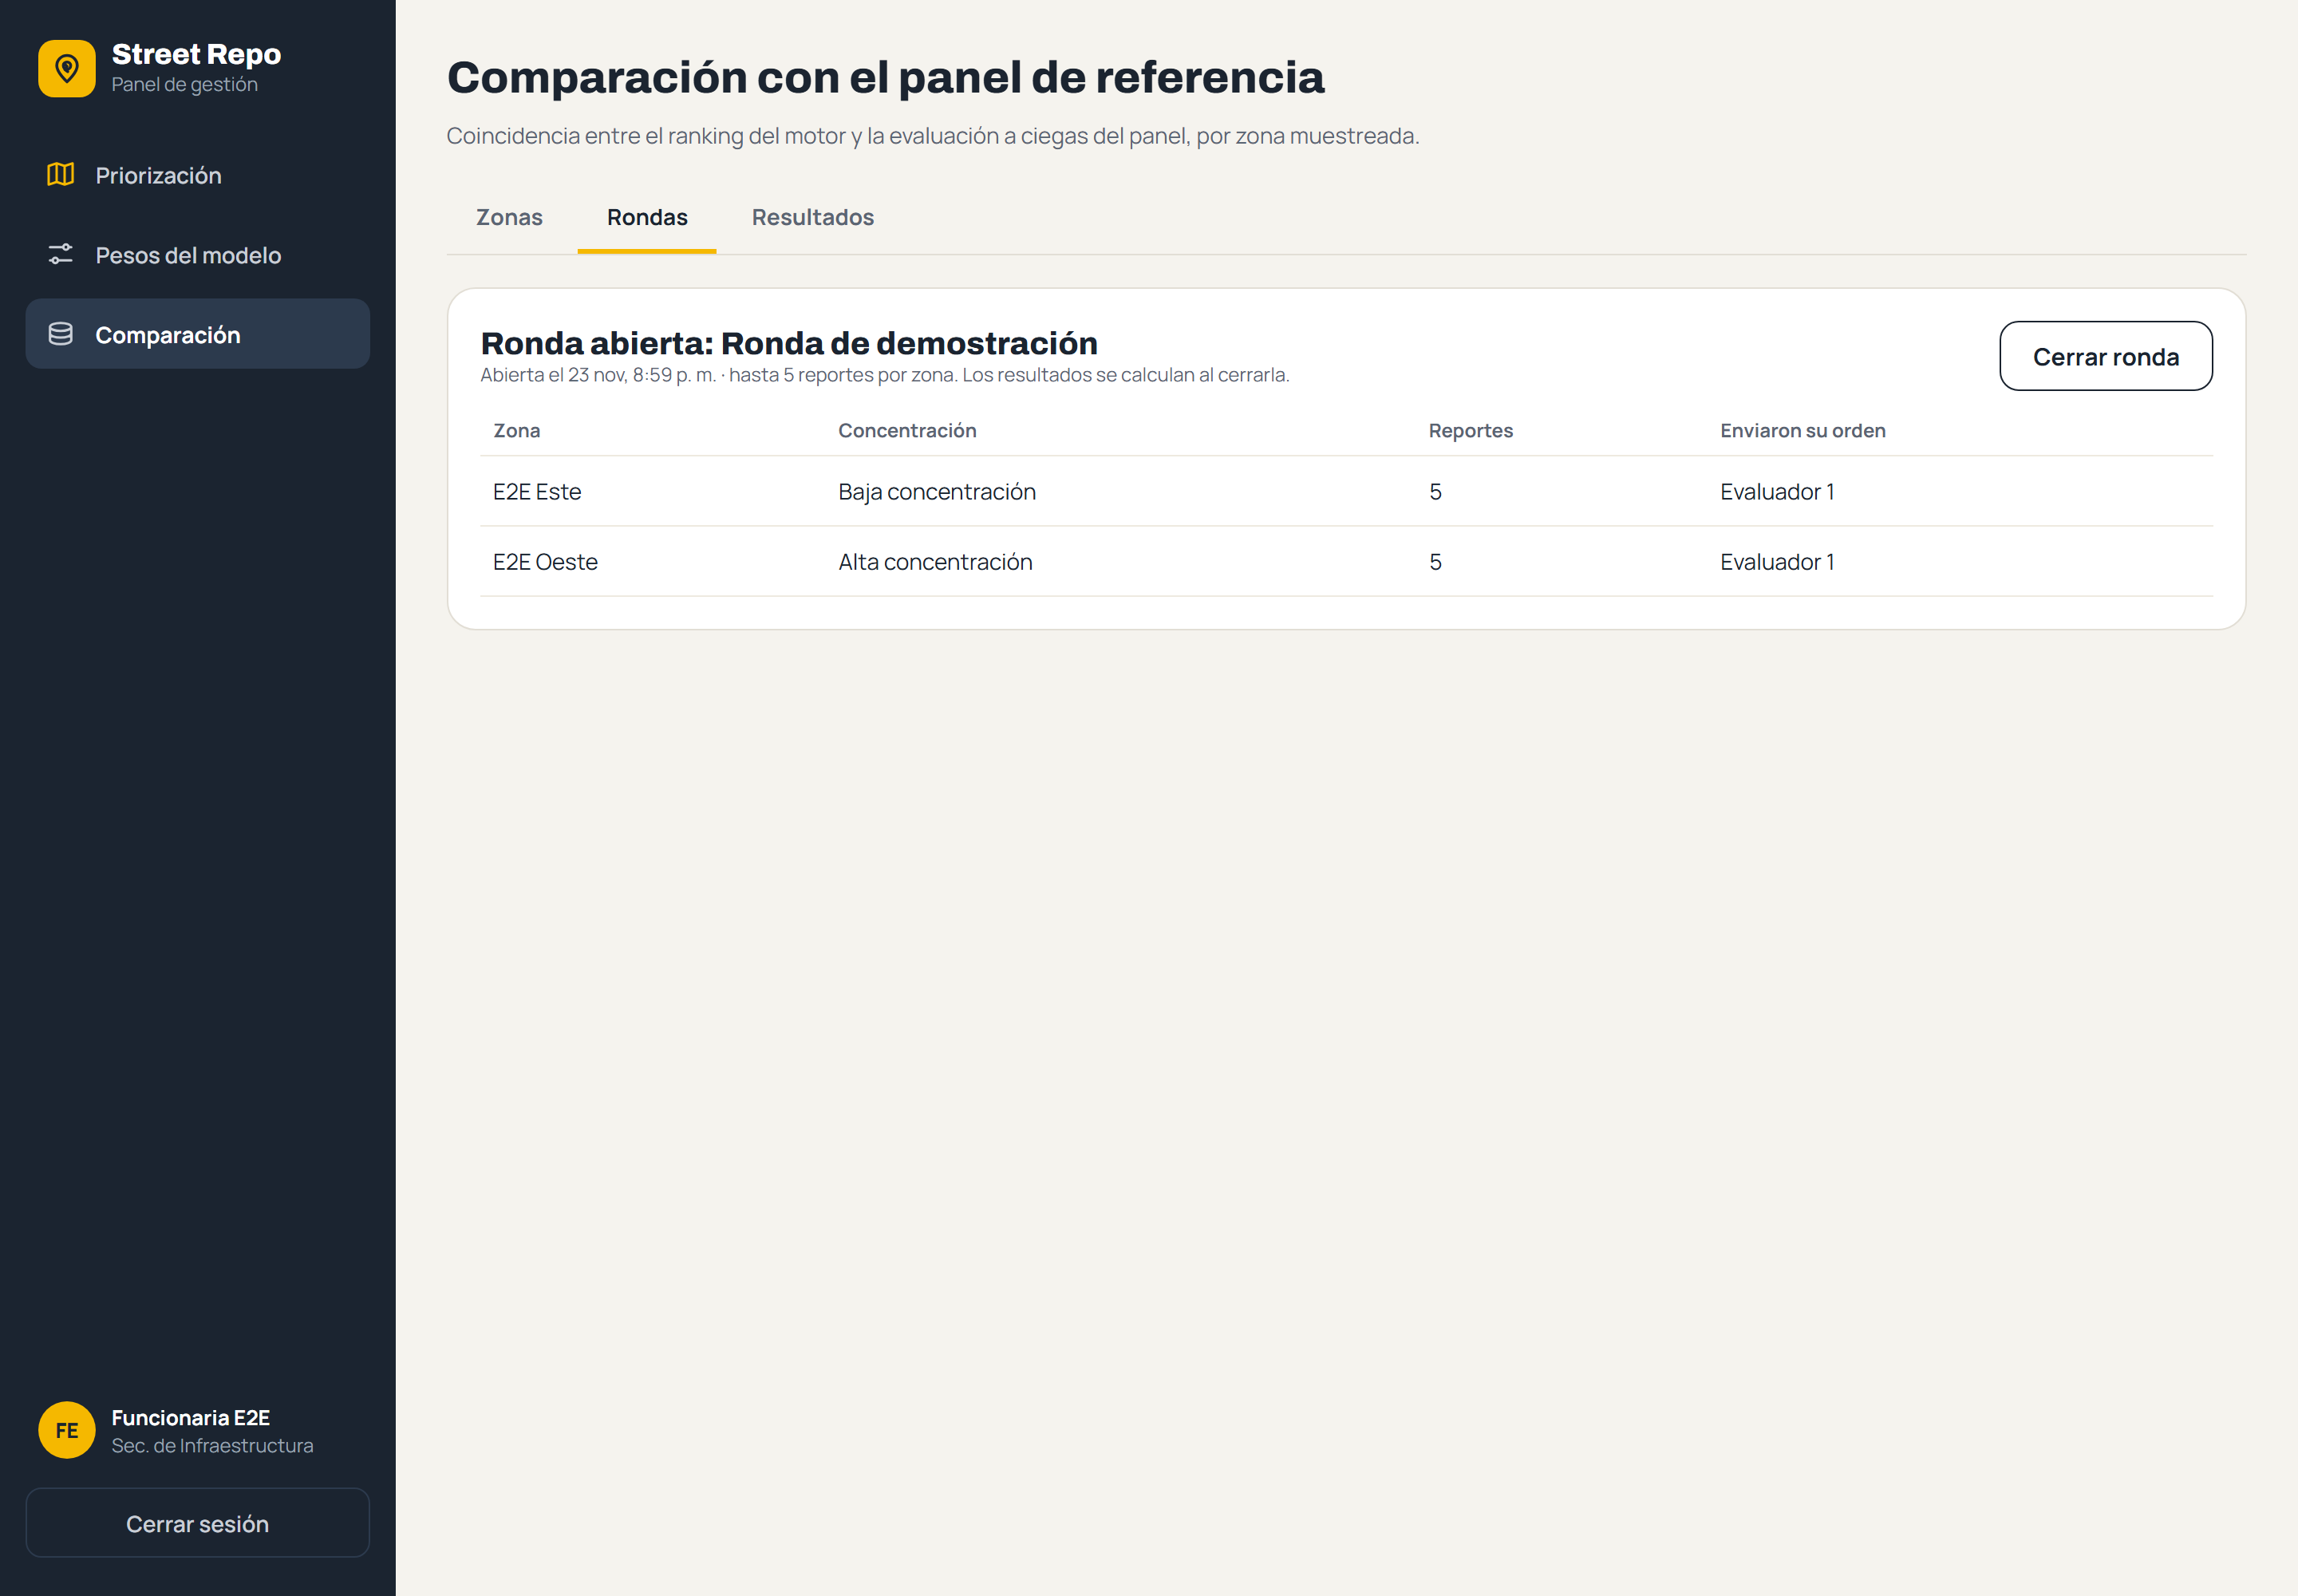 Street Repo
Panel de gestión
Priorización
Pesos del modelo
Comparación
Funcionaria E2E
FE
Sec. de Infraestructura
Cerrar sesión
Comparación con el panel de referencia
Coincidencia entre el ranking del motor y la evaluación a ciegas del panel, por zona muestreada.
Zonas Rondas Resultados
Ronda abierta: Ronda de demostración
Abierta el 23 nov, 8:59 p. m. · hasta 5 reportes por zona. Los resultados se calculan al cerrarla.
Cerrar ronda
Zona Concentración Reportes Enviaron su orden
E2E Este Baja concentración 5 Evaluador 1
E2E Oeste Alta concentración 5 Evaluador 1